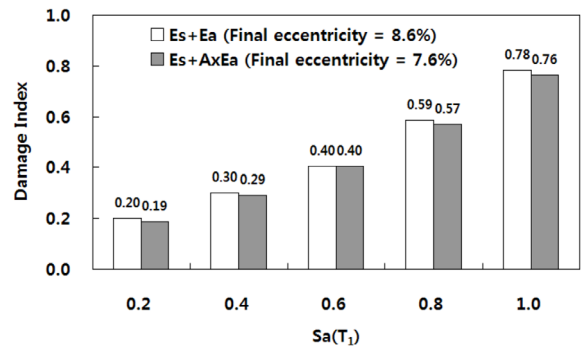 1.0
0.8
0.6
0.4
0.2
0.0
Damage Index
Es+Ea (Final eccentricity = 8.6%)
Es+AxEa (Final eccentricity = 7.6%)
0.20 0.19
0.30 0.29
0.40 0.40
0.59 0.57
0.78 0.76
0.2 0.4 0.6 0.8 1.0
Sa(T₁)